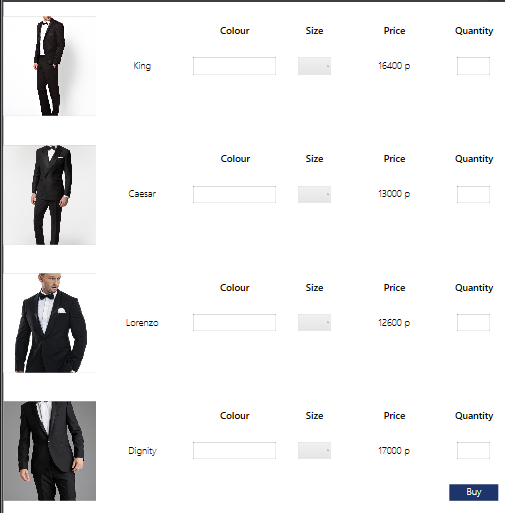 Colour Size Price Quantity
King 16400 р
Colour Size Price Quantity
Caesar 13000 р
Colour Size Price Quantity
Lorenzo 12600 р
Colour Size Price Quantity
Dignity 17000 р
Buy